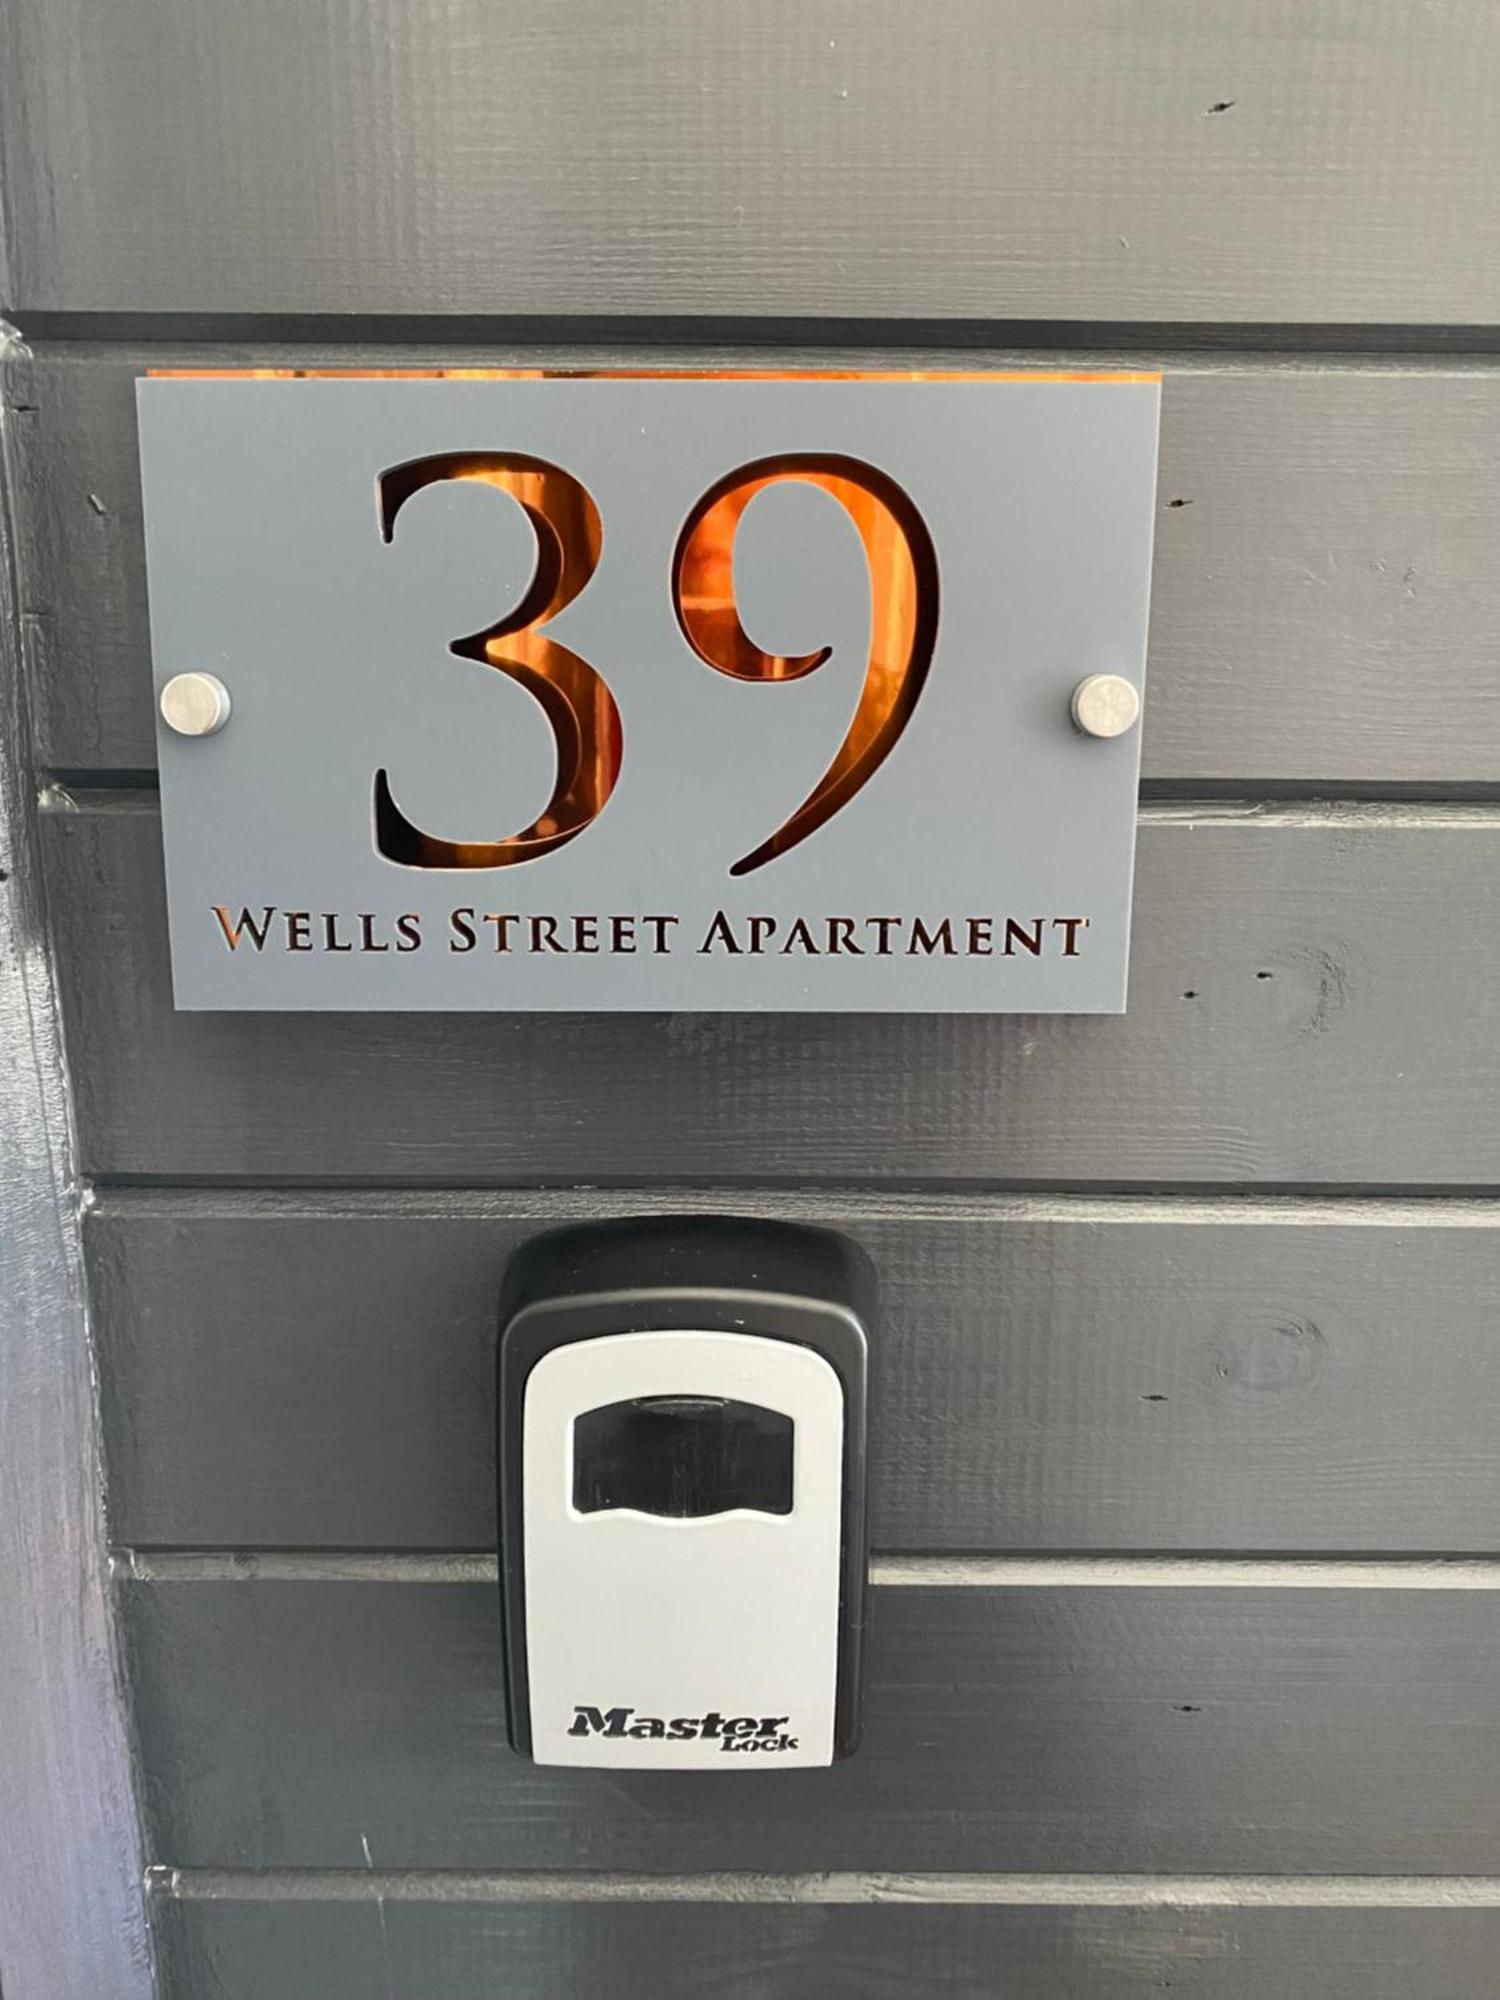 39
WELLS STREET APARTMENT
Master
Lock